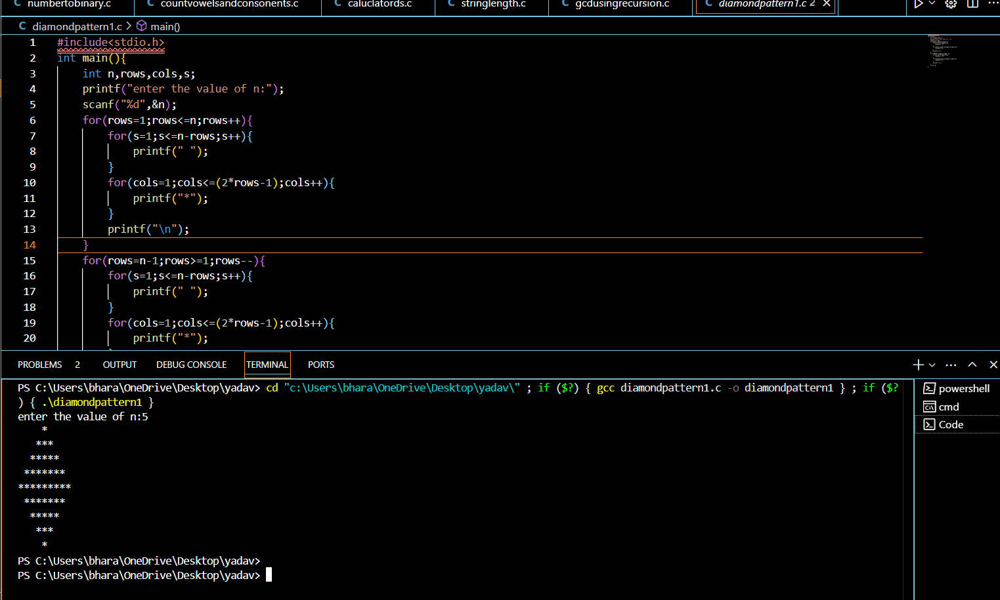 numbertobinary.c countvowelsandconsonents.c caluclatords.c stringlength.c gcdusingrecursion.c diamondpattern1.c 2
C diamondpattern1.c > main()
1 #include<stdio.h>
2 int main(){
3 int n,rows,cols,s;
4 printf("enter the value of n:");
5 scanf("%d",&n);
6 for(rows=1;rows<=n;rows++){
7 for(s=1;s<=n-rows;s++){
8 printf(" ");
9 }
10 for(cols=1;cols<=(2*rows-1);cols++){
11 printf("*");
12 }
13 printf("\n");
14 }
15 for(rows=n-1;rows>=1;rows--){
16 for(s=1;s<=n-rows;s++){
17 printf(" ");
18 }
19 for(cols=1;cols<=(2*rows-1);cols++){
20 printf("*");
PROBLEMS 2 OUTPUT DEBUG CONSOLE TERMINAL PORTS
PS C:\Users\bhara\OneDrive\Desktop\yadav> cd "c:\Users\bhara\OneDrive\Desktop\yadav\" ; if ($?) { gcc diamondpattern1.c -o diamondpattern1 } ; if ($?
) { .\diamondpattern1 }
enter the value of n:5
    *
   ***
  *****
 *******
*********
 *******
  *****
   ***
    *
PS C:\Users\bhara\OneDrive\Desktop\yadav>
PS C:\Users\bhara\OneDrive\Desktop\yadav>
powershell
cmd
Code